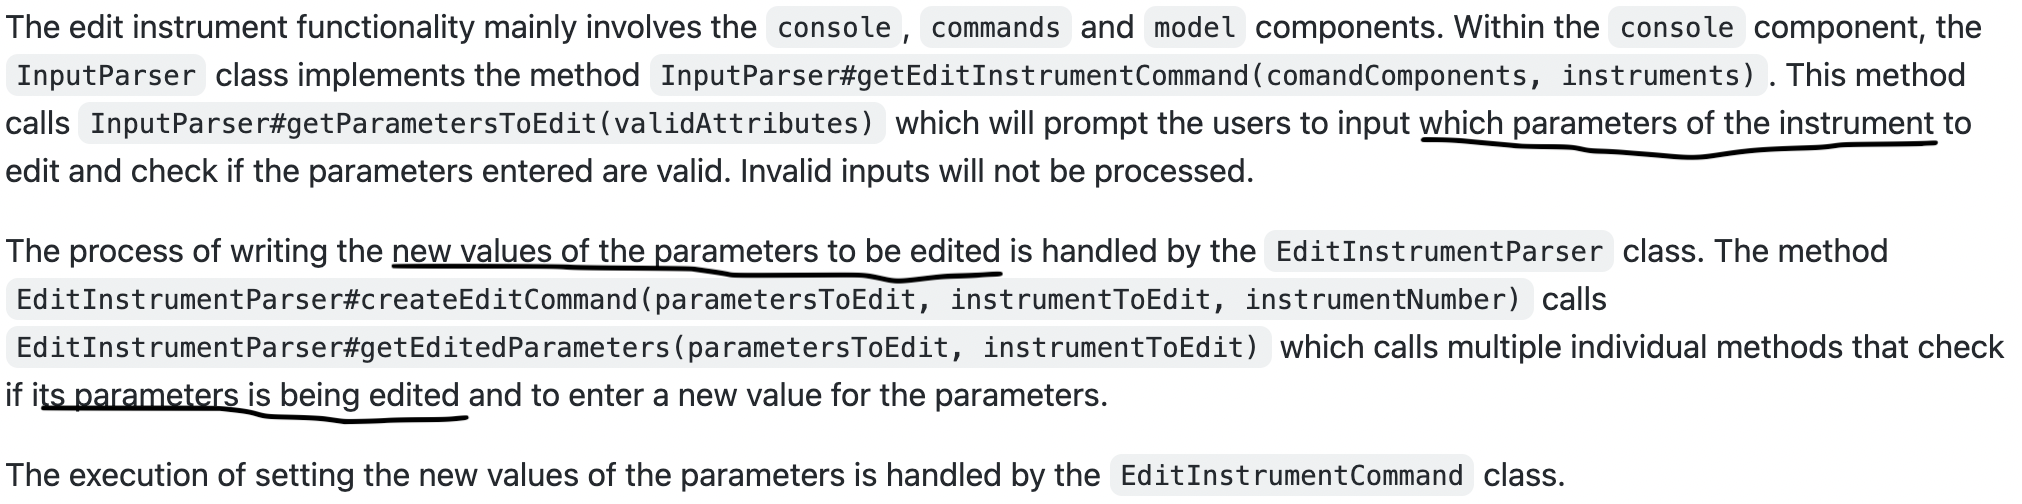 The edit instrument functionality mainly involves the console, commands and model components. Within the console component, the
InputParser class implements the method InputParser#getEditInstrumentCommand(comandComponents, instruments). This method
calls InputParser#getParametersToEdit(validAttributes) which will prompt the users to input which parameters of the instrument to
edit and check if the parameters entered are valid. Invalid inputs will not be processed.
The process of writing the new values of the parameters to be edited is handled by the EditInstrumentParser class. The method
EditInstrumentParser#createEditCommand(parametersToEdit, instrumentToEdit, instrumentNumber) calls
EditInstrumentParser#getEditedParameters(parametersToEdit, instrumentToEdit) which calls multiple individual methods that check
if its parameters is being edited and to enter a new value for the parameters.
The execution of setting the new values of the parameters is handled by the EditInstrumentCommand class.